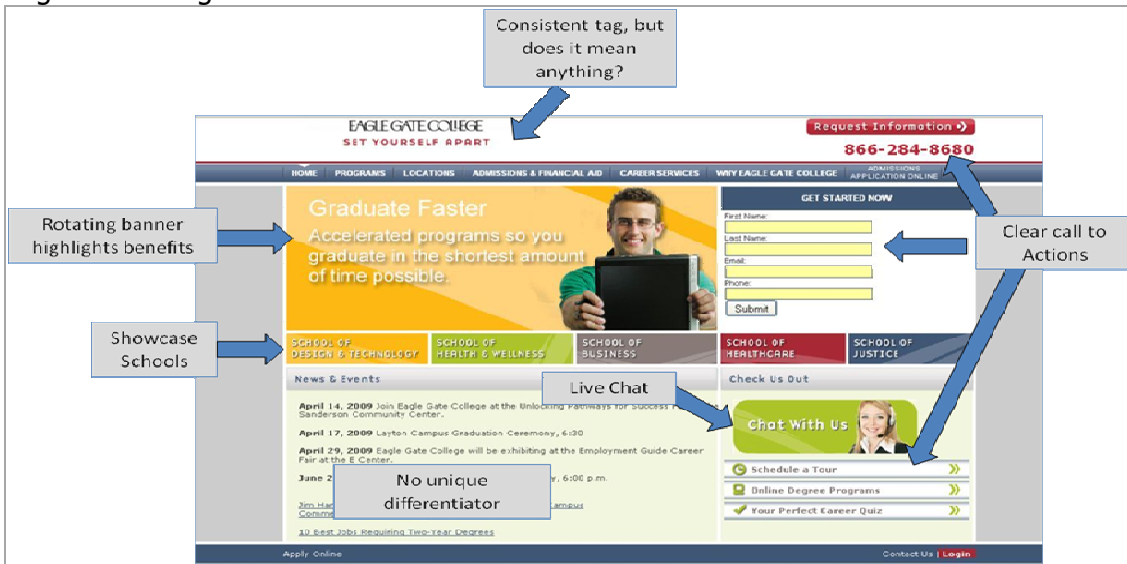 Consistent tag, but
does it mean
anything?
EAGLE GATE COLLEGE
SET YOURSELF APART
Request Information
866-284-8680
HOME PROGRAMS LOCATIONS ADMISSIONS & FINANCIAL AID CAREER SERVICES WHY EAGLE GATE COLLEGE ADMISSIONS
APPLICATION ONLINE
Rotating banner
highlights benefits
Graduate Faster
Accelerated programs so you
graduate in the shortest amount
of time possible.
GET STARTED NOW
First Name:
Last Name:
Email:
Phone:
Submit
Clear call to
Actions
Showcase
Schools
SCHOOL OF
DESIGN & TECHNOLOGY
SCHOOL OF
HEALTH & WELLNESS
SCHOOL OF
BUSINESS
SCHOOL OF
HEALTHCARE
SCHOOL OF
JUSTICE
News & Events
Live Chat
Check Us Out
April 14, 2009 Join Eagle Gate College at the Unlocking Pathways for Success
Sanderson Community Center.
April 17, 2009 Layton Campus Graduation Ceremony, 6:30
April 29, 2009 Eagle Gate College will be exhibiting at the Employment Guide Career
Fair at the E Center.
June 6:00 p.m.
No unique
differentiator
Jim Campus
10 Best Jobs Requiring Two-Year Degrees
Chat With Us
Schedule a Tour
Online Degree Programs
Your Perfect Career Quiz
Apply Online
Contact Us | Login